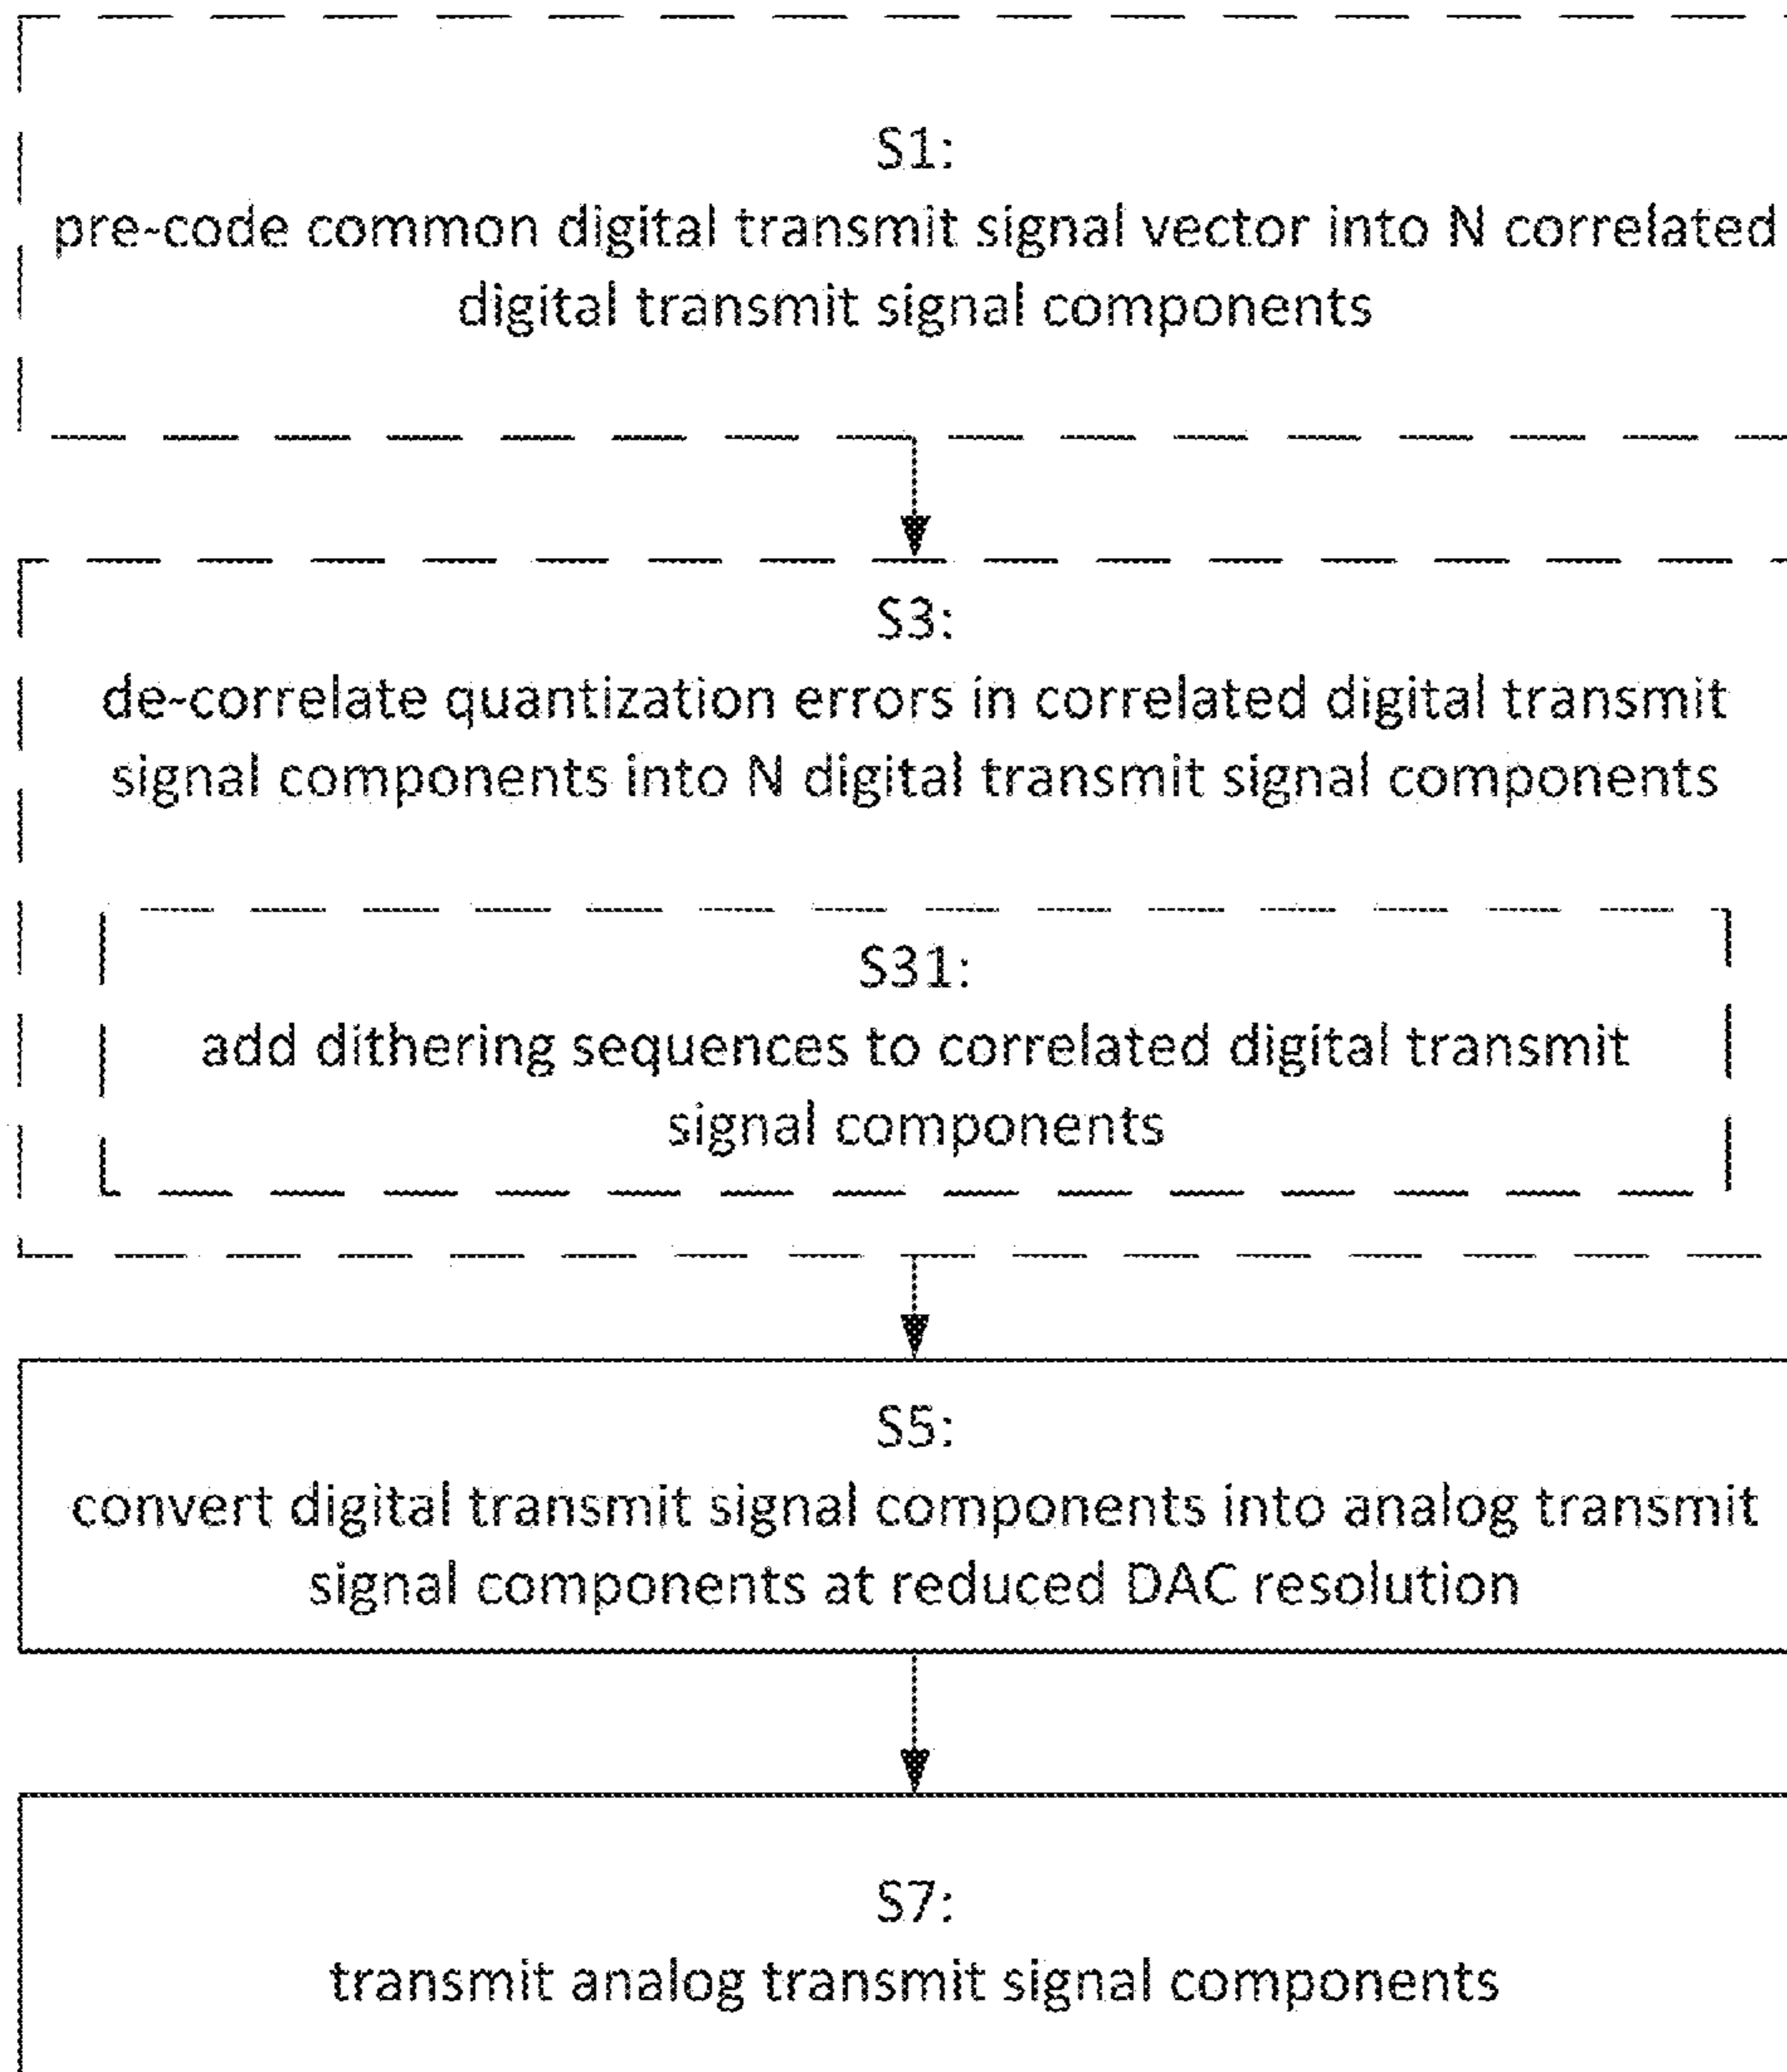 S1:
pre-code common digital transmit signal vector into N correlated
digital transmit signal components
S3:
de-correlate quantization errors in correlated digital transmit
signal components into N digital transmit signal components
S31:
add dithering sequences to correlated digital transmit
signal components
S5:
convert digital transmit signal components into analog transmit
signal components at reduced DAC resolution
S7:
transmit analog transmit signal components